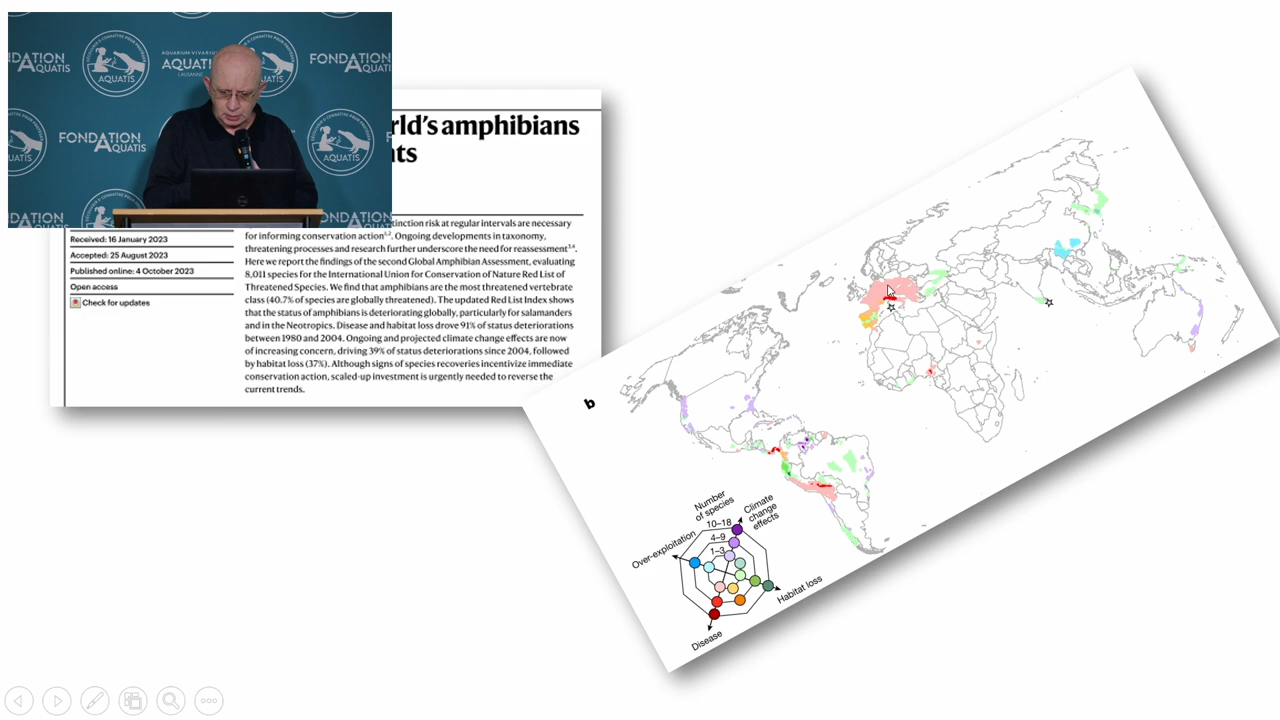 FONDATION
AQUATIS
AQUARIUM-VIVARIUM
AQUATIS
LAUSANNE
FONDATION
AQUATIS
AQUATIS
FONDATION
AQUATIS
AQUATIS
FONDATION
AQUATIS
rld's amphibians
ts
Received: 16 January 2023
Accepted: 25 August 2023
Published online: 4 October 2023
Open access
Check for updates
tinction risk at regular intervals are necessary
for informing conservation action1,2. Ongoing developments in taxonomy,
threatening processes and research further underscore the need for reassessment3,4.
Here we report the findings of the second Global Amphibian Assessment, evaluating
8,011 species for the International Union for Conservation of Nature Red List of
Threatened Species. We find that amphibians are the most threatened vertebrate
class (40.7% of species are globally threatened). The updated Red List Index shows
that the status of amphibians is deteriorating globally, particularly for salamanders
and in the Neotropics. Disease and habitat loss drove 91% of status deteriorations
between 1980 and 2004. Ongoing and projected climate change effects are now
of increasing concern, driving 39% of status deteriorations since 2004, followed
by habitat loss (37%). Although signs of species recoveries incentivize immediate
conservation action, scaled-up investment is urgently needed to reverse the
current trends.
b
Number
of species
10–18
4–9
1–3
Climate
change
effects
Over-exploitation
Habitat loss
Disease